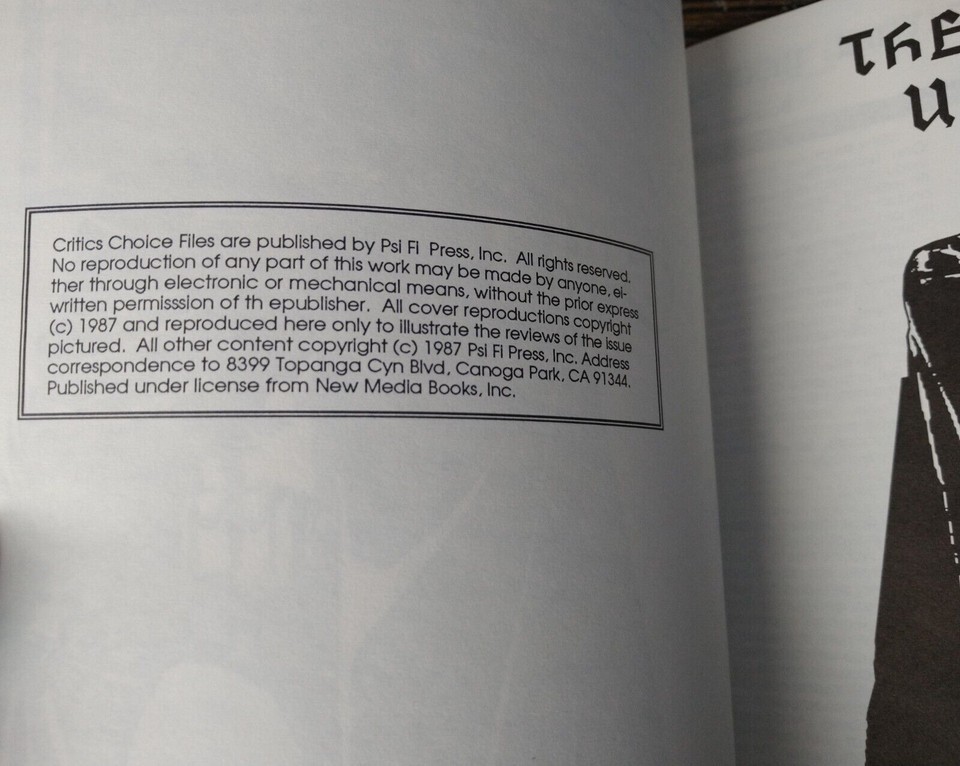 Critics Choice Files are published by Psi Fi Press, Inc. All rights reserved.
No reproduction of any part of this work may be made by anyone, ei-
ther through electronic or mechanical means, without the prior express
written permisssion of th epublisher. All cover reproductions copyright
(c) 1987 and reproduced here only to illustrate the reviews of the issue
pictured. All other content copyright (c) 1987 Psi Fi Press, Inc. Address
correspondence to 8399 Topanga Cyn Blvd, Canoga Park, CA 91344.
Published under license from New Media Books, Inc.
The
U